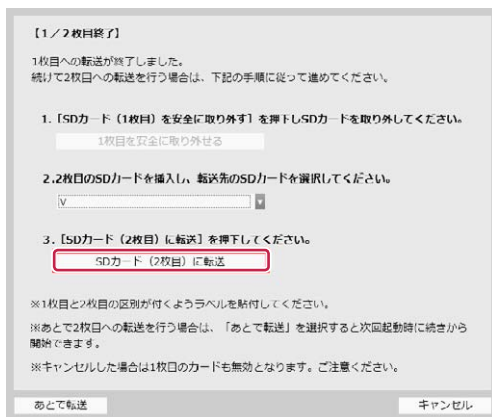 【1／2枚目終了】
1枚目への転送が終了しました。
続けて2枚目への転送を行う場合は、下記の手順に従って進めてください。
1.［SDカード（1枚目）を安全に取り外す］を押下しSDカードを取り外してください。
1枚目を安全に取り外せる
2.2枚目のSDカードを挿入し、転送先のSDカードを選択してください。
V
3.［SDカード（2枚目）に転送］を押下してください。
SDカード（2枚目）に転送
※1枚目と2枚目の区別が付くようラベルを貼付してください。
※あとで2枚目への転送を行う場合は、「あとで転送」を選択すると次回起動時に続きから
開始できます。
※キャンセルした場合は1枚目のカードも無効となります。ご注意ください。
あとで転送
キャンセル